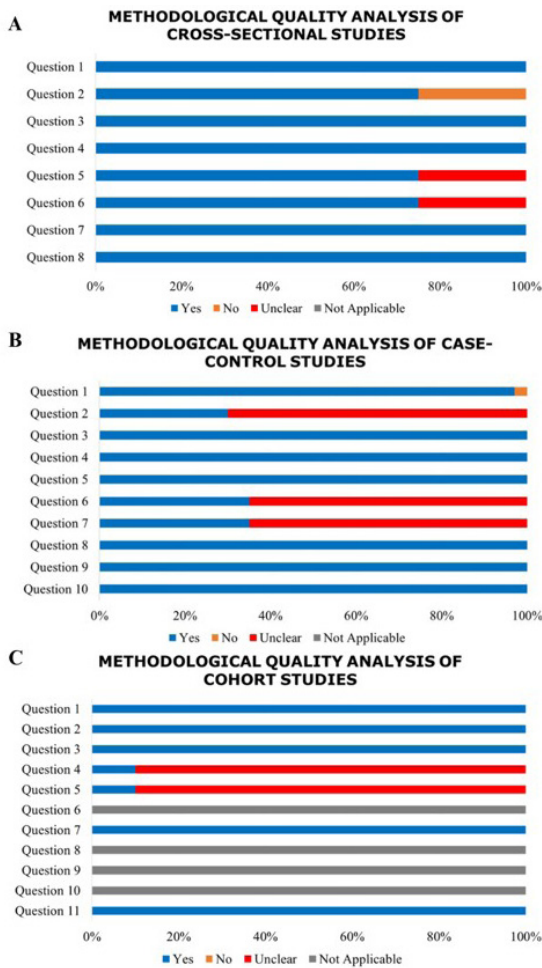 A
METHODOLOGICAL QUALITY ANALYSIS OF
CROSS-SECTIONAL STUDIES
Question 1
Question 2
Question 3
Question 4
Question 5
Question 6
Question 7
Question 8
0% 20% 40% 60% 80% 100%
Yes No Unclear Not Applicable
B
METHODOLOGICAL QUALITY ANALYSIS OF CASE-
CONTROL STUDIES
Question 1
Question 2
Question 3
Question 4
Question 5
Question 6
Question 7
Question 8
Question 9
Question 10
0% 20% 40% 60% 80% 100%
Yes No Unclear Not Applicable
C
METHODOLOGICAL QUALITY ANALYSIS OF
COHORT STUDIES
Question 1
Question 2
Question 3
Question 4
Question 5
Question 6
Question 7
Question 8
Question 9
Question 10
Question 11
0% 20% 40% 60% 80% 100%
Yes No Unclear Not Applicable